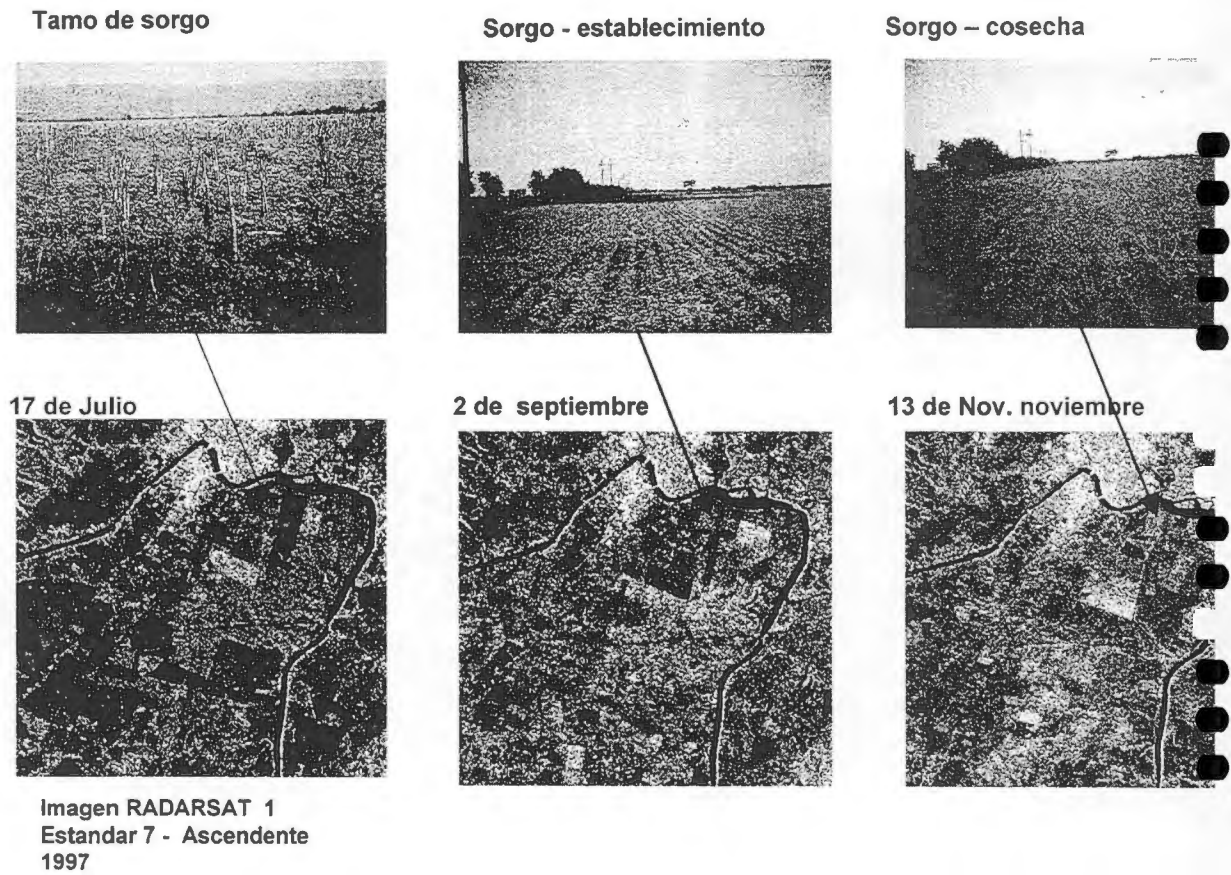 Tamo de sorgo
Sorgo - establecimiento
Sorgo – cosecha
17 de Julio
2 de septiembre
13 de Nov. noviembre
Imagen RADARSAT 1
Estandar 7 - Ascendente
1997